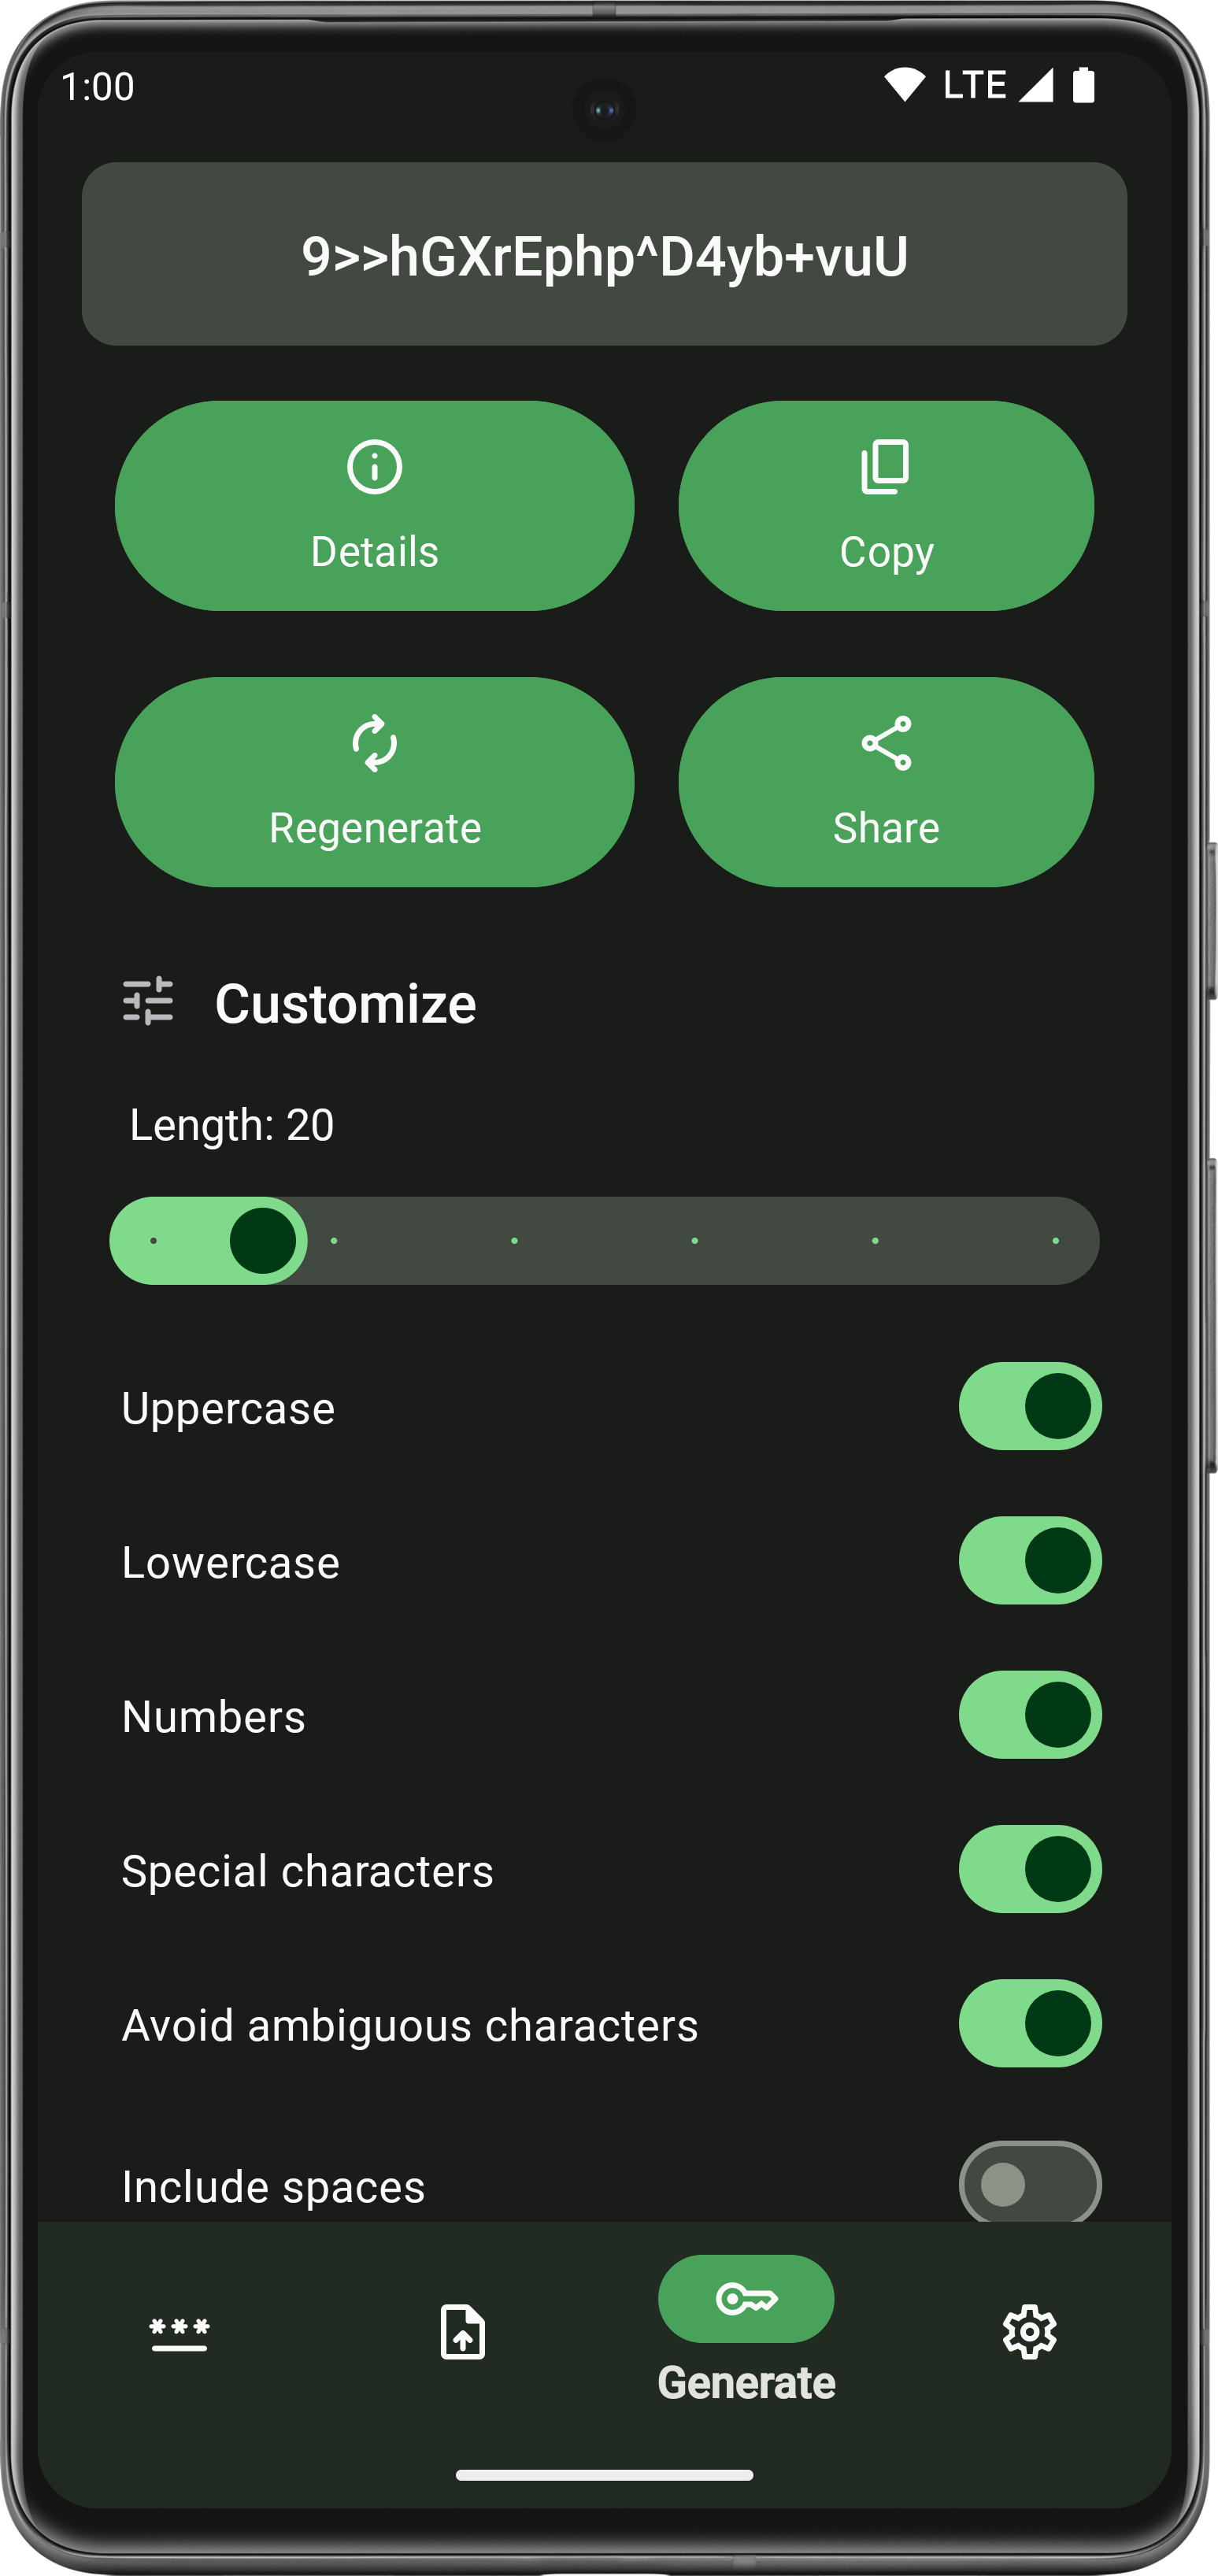 1:00 LTE
9>>hGXrEphp^D4yb+vuU
Details Copy
Regenerate Share
Customize
Length: 20
Uppercase
Lowercase
Numbers
Special characters
Avoid ambiguous characters
Include spaces
***
Generate